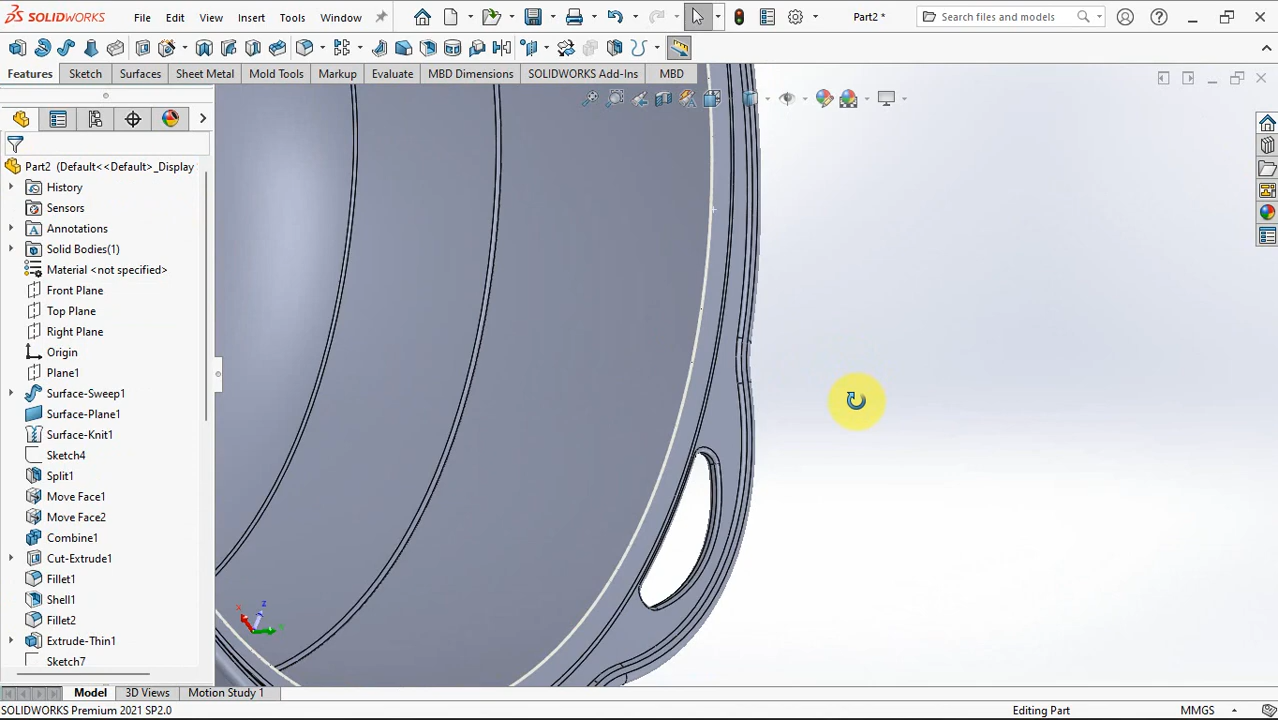 SOLIDWORKS File Edit View Insert Tools Window Part2 * Search files and models
Features Sketch Surfaces Sheet Metal Mold Tools Markup Evaluate MBD Dimensions SOLIDWORKS Add-Ins MBD
Part2 (Default<<Default>_Display
History
Sensors
Annotations
Solid Bodies(1)
Material <not specified>
Front Plane
Top Plane
Right Plane
Origin
Plane1
Surface-Sweep1
Surface-Plane1
Surface-Knit1
Sketch4
Split1
Move Face1
Move Face2
Combine1
Cut-Extrude1
Fillet1
Shell1
Fillet2
Extrude-Thin1
Sketch7
Model 3D Views Motion Study 1
SOLIDWORKS Premium 2021 SP2.0 Editing Part MMGS